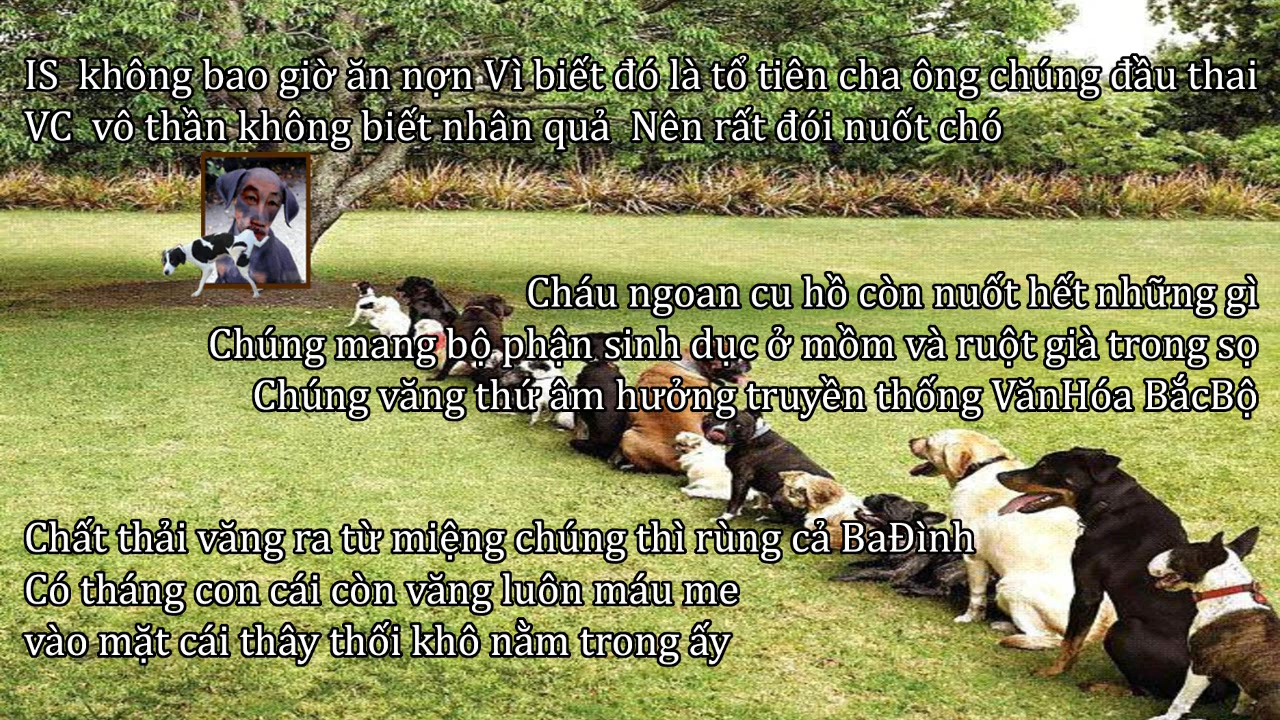 IS không bao giờ ăn nợn Vì biết đó là tổ tiên cha ông chúng đầu thai
VC vô thần không biết nhân quả Nên rất đói nuốt chó
Cháu ngoan cu hồ còn nuốt hết những gì
Chúng mang bộ phận sinh dục ở mồm và ruột già trong sọ
Chúng văng thứ âm hưởng truyền thống VănHóa BắcBộ
Chất thải văng ra từ miệng chúng thì rùng cả BaĐình
Có tháng con cái còn văng luôn máu me
vào mặt cái thây thối khô nằm trong ấy